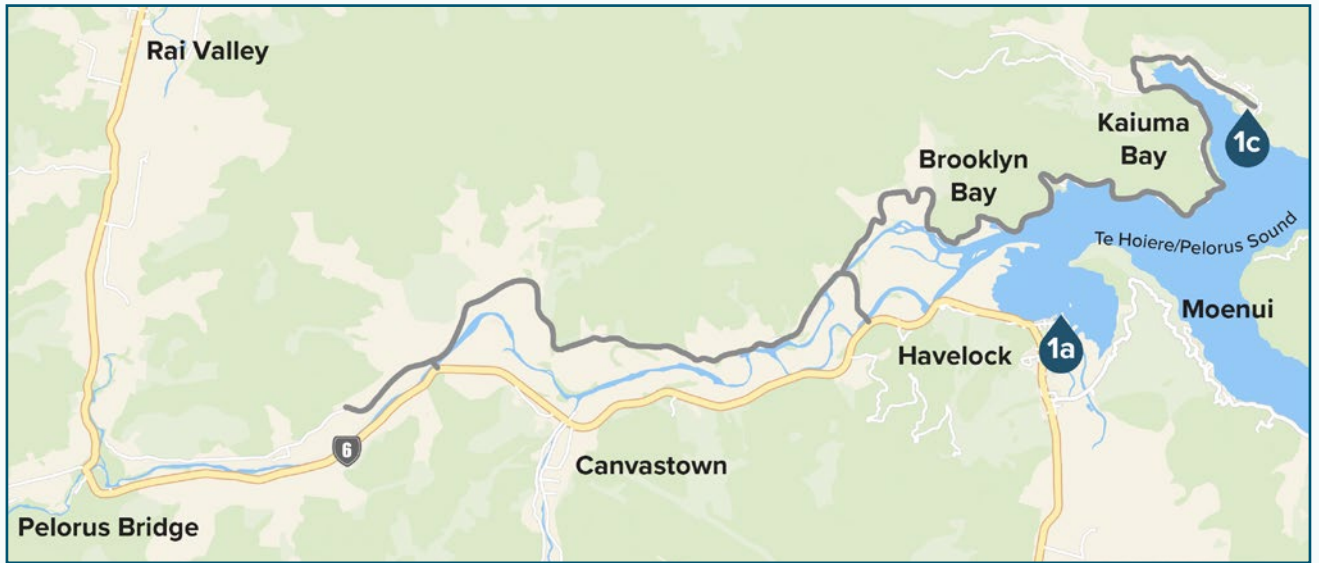 Rai Valley
Kaiuma
Bay
1c
Brooklyn
Bay
Te Hoiere/Pelorus Sound
Moenui
Havelock
1a
6
Canvastown
Pelorus Bridge